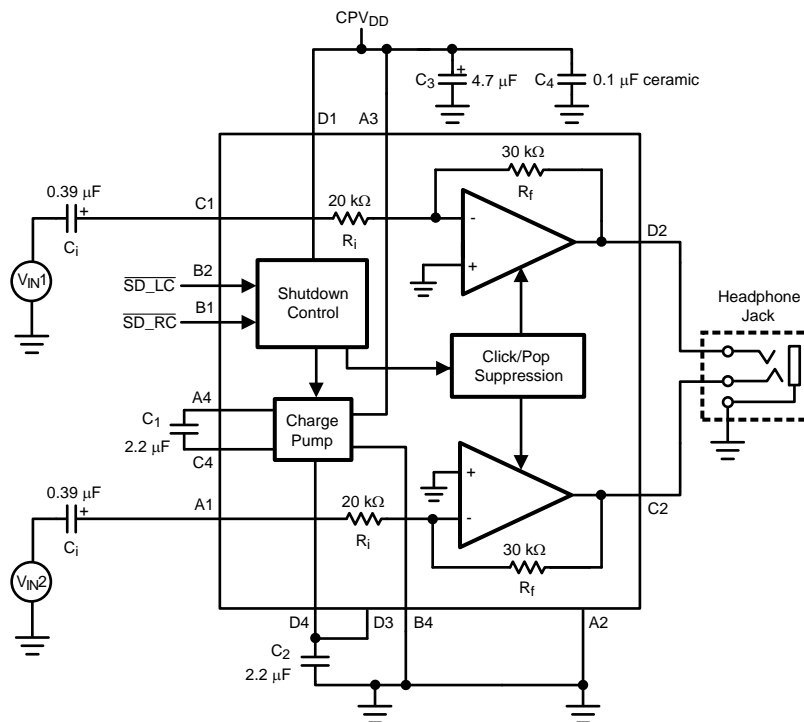 CPVDD
C3
4.7 μF
C4
0.1 μF ceramic
D1
A3
30 kΩ
Rf
0.39 μF
+
Ci
C1
20 kΩ
Ri
-
+
D2
VIN1
SD_LC
B2
SD_RC
B1
Shutdown
Control
Click/Pop
Suppression
Headphone
Jack
A4
C1
2.2 μF
C4
Charge
Pump
0.39 μF
+
Ci
A1
20 kΩ
Ri
+
-
C2
30 kΩ
Rf
VIN2
D4
D3
B4
A2
C2
2.2 μF
+